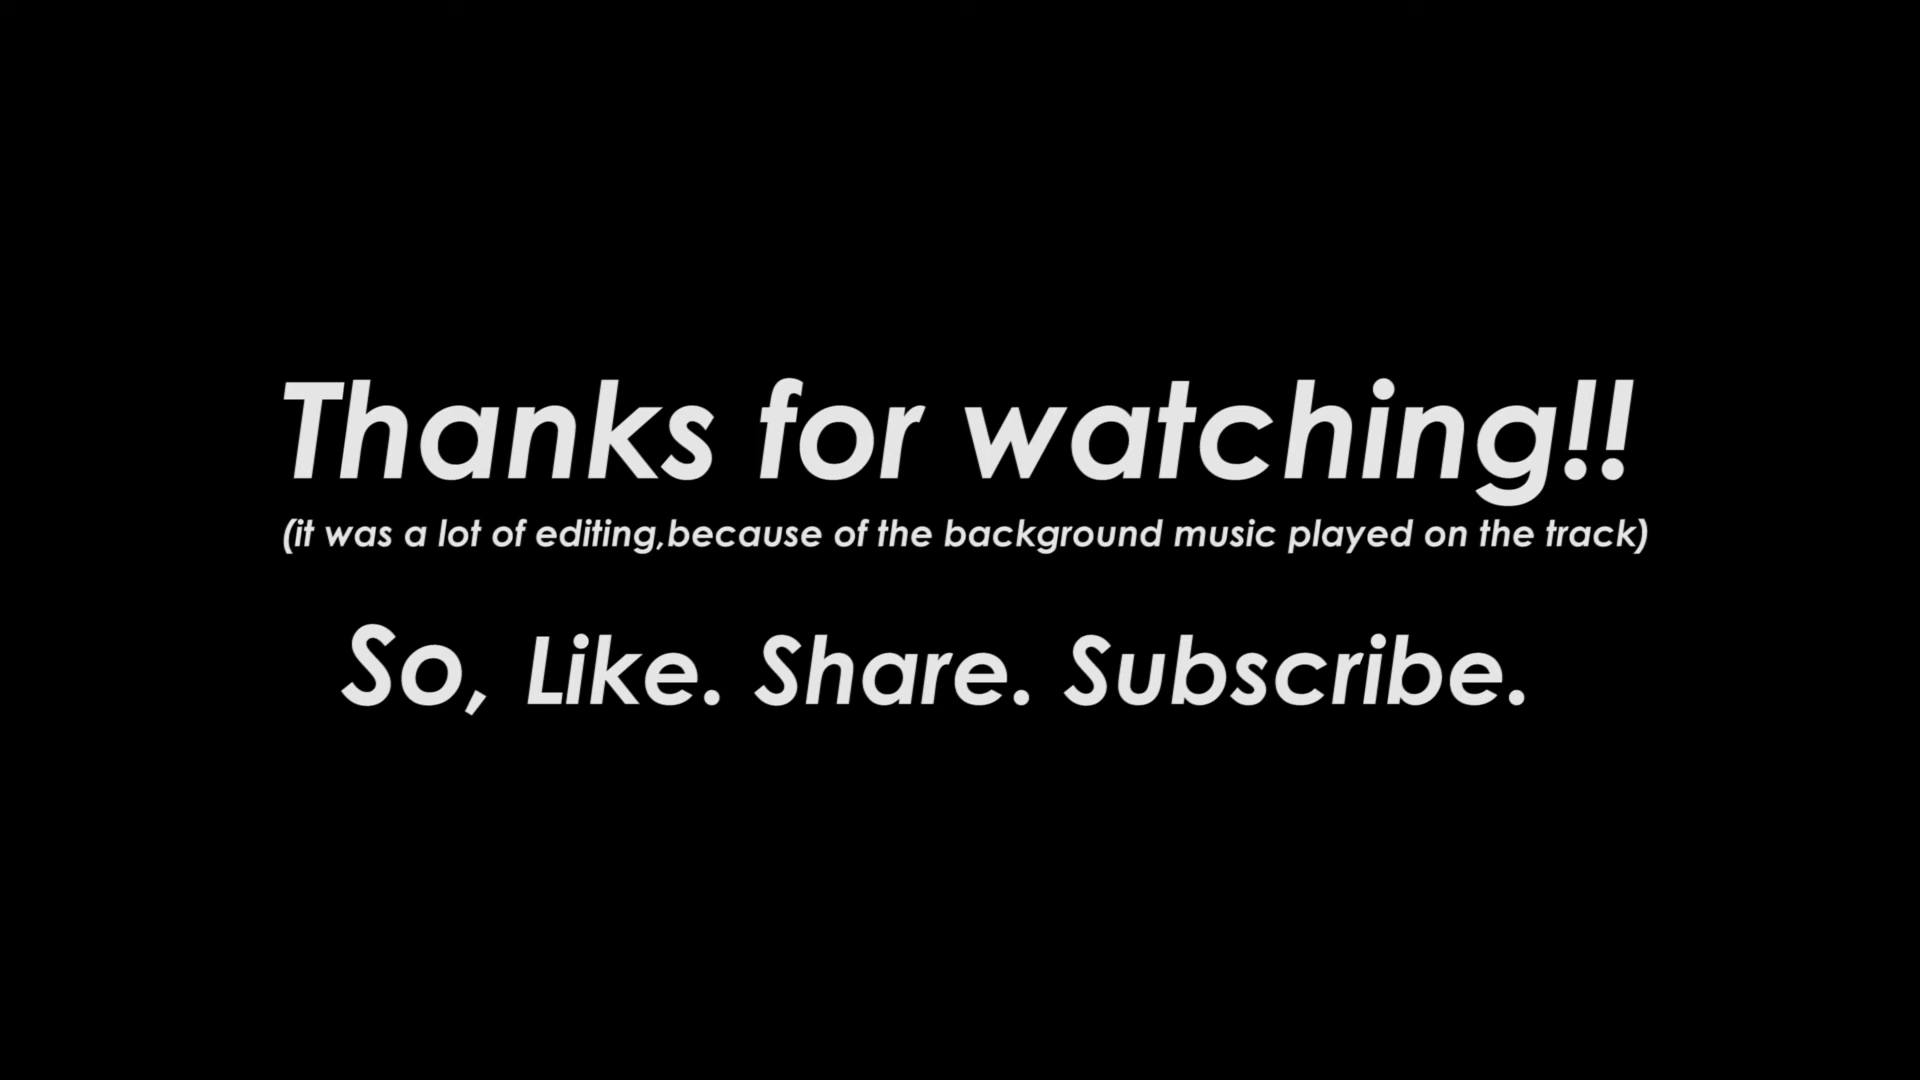 Thanks for watching!!
(it was a lot of editing,because of the background music played on the track)
So, Like. Share. Subscribe.